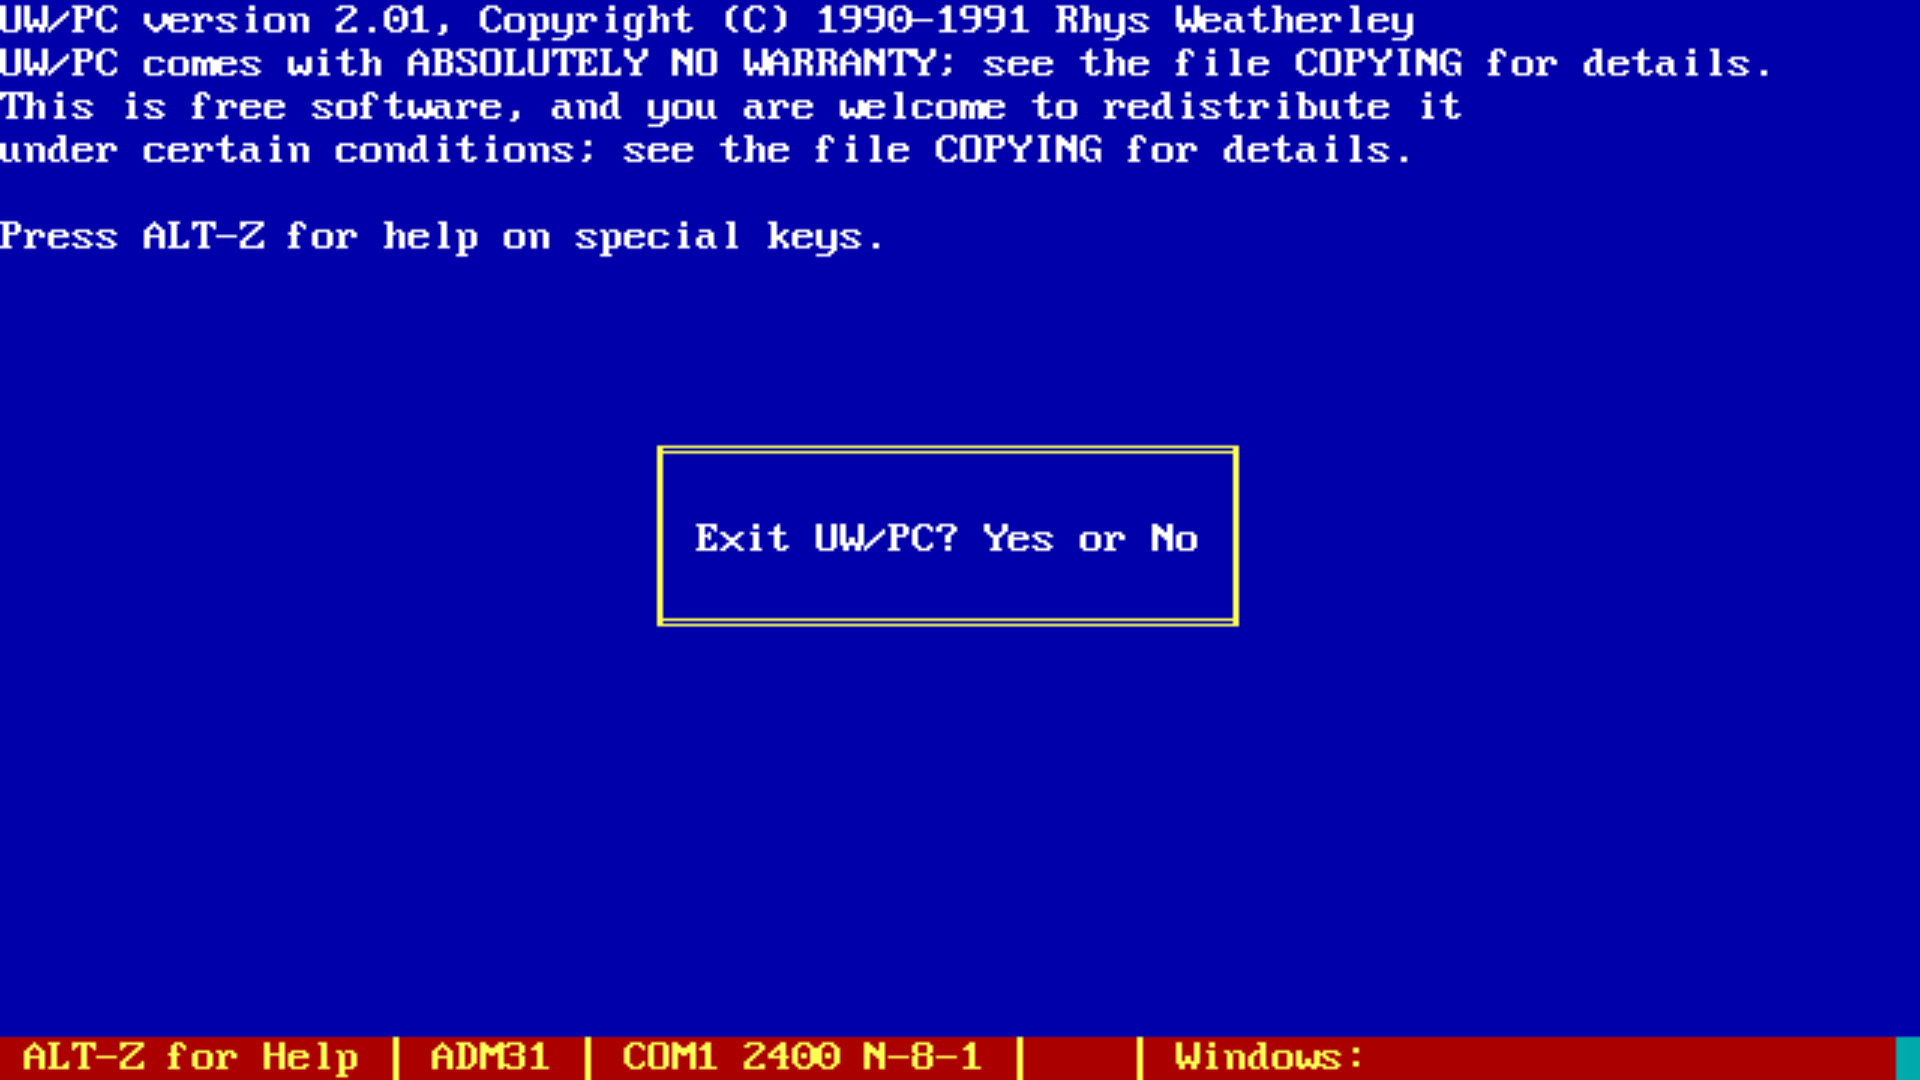 UW/PC version 2.01, Copyright (C) 1990-1991 Rhys Weatherley
UW/PC comes with ABSOLUTELY NO WARRANTY; see the file COPYING for details.
This is free software, and you are welcome to redistribute it
under certain conditions; see the file COPYING for details.
Press ALT-Z for help on special keys.
Exit UW/PC? Yes or No
ALT-Z for Help | ADM31 | COM1 2400 N-8-1 | | Windows: